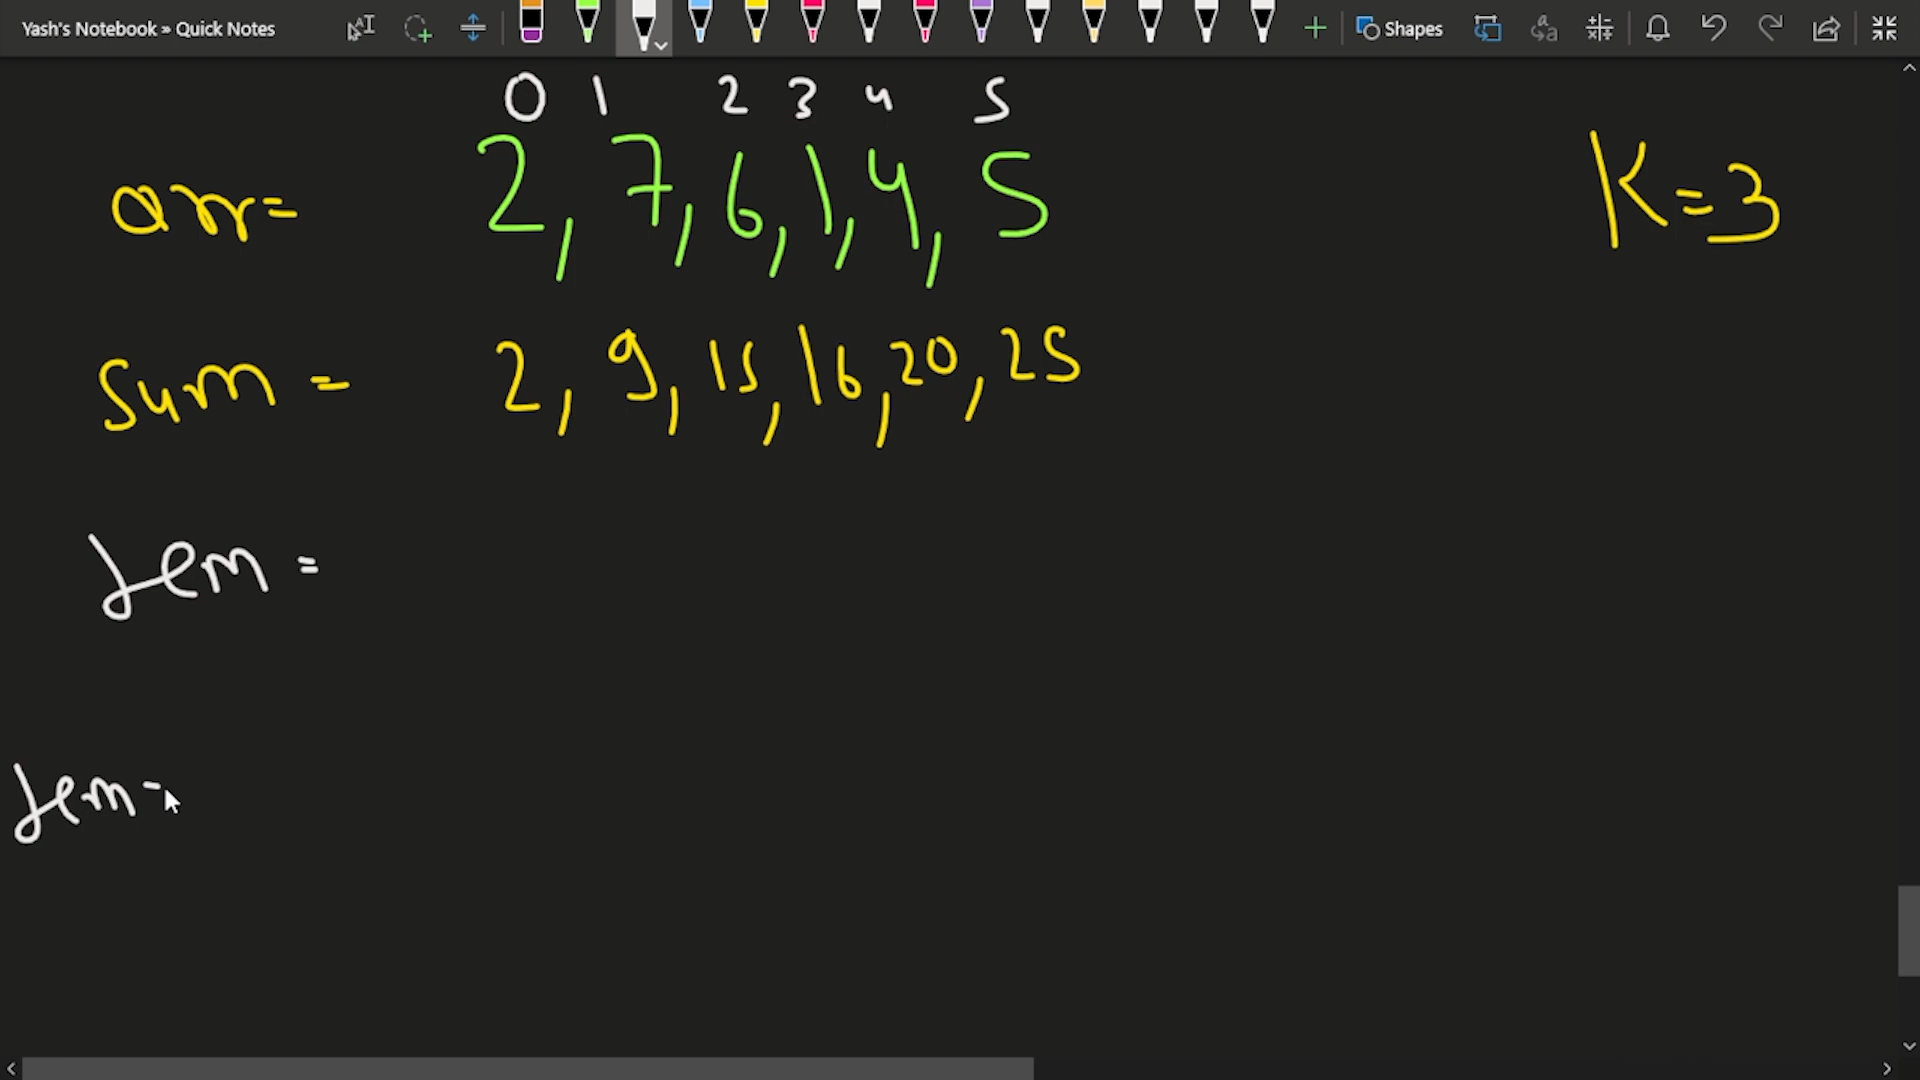 Yash's Notebook » Quick Notes
Shapes
0 1 2 3 4 5
arr= 2, 7, 6, 1, 4, 5
K=3
Sum = 2, 9, 15, 16, 20, 25
rem =
rem =